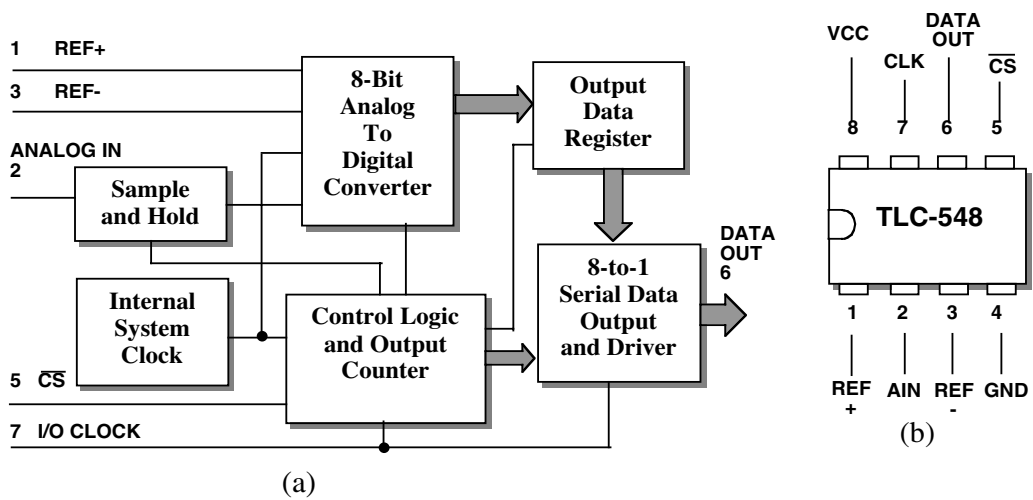 1 REF+
3 REF-
ANALOG IN
2
Sample
and Hold
8-Bit
Analog
To
Digital
Converter
Output
Data
Register
Internal
System
Clock
Control Logic
and Output
Counter
8-to-1
Serial Data
Output
and Driver
DATA
OUT
6
5 CS
7 I/O CLOCK
(a)
VCC
CLK
DATA
OUT
CS
8 7 6 5
TLC-548
1 2 3 4
REF
+
AIN
REF
-
GND
(b)